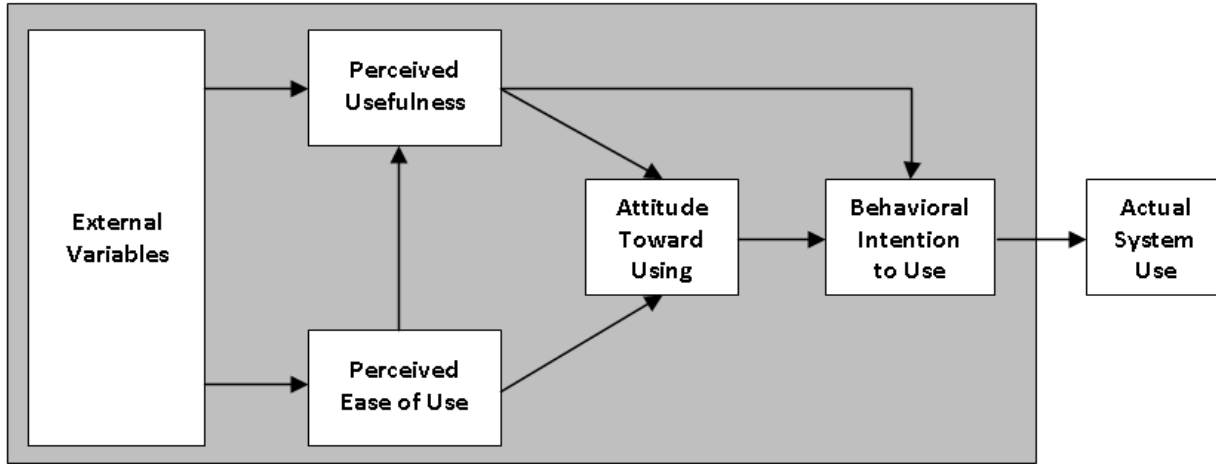 External
Variables
Perceived
Usefulness
Perceived
Ease of Use
Attitude
Toward
Using
Behavioral
Intention
to Use
Actual
System
Use